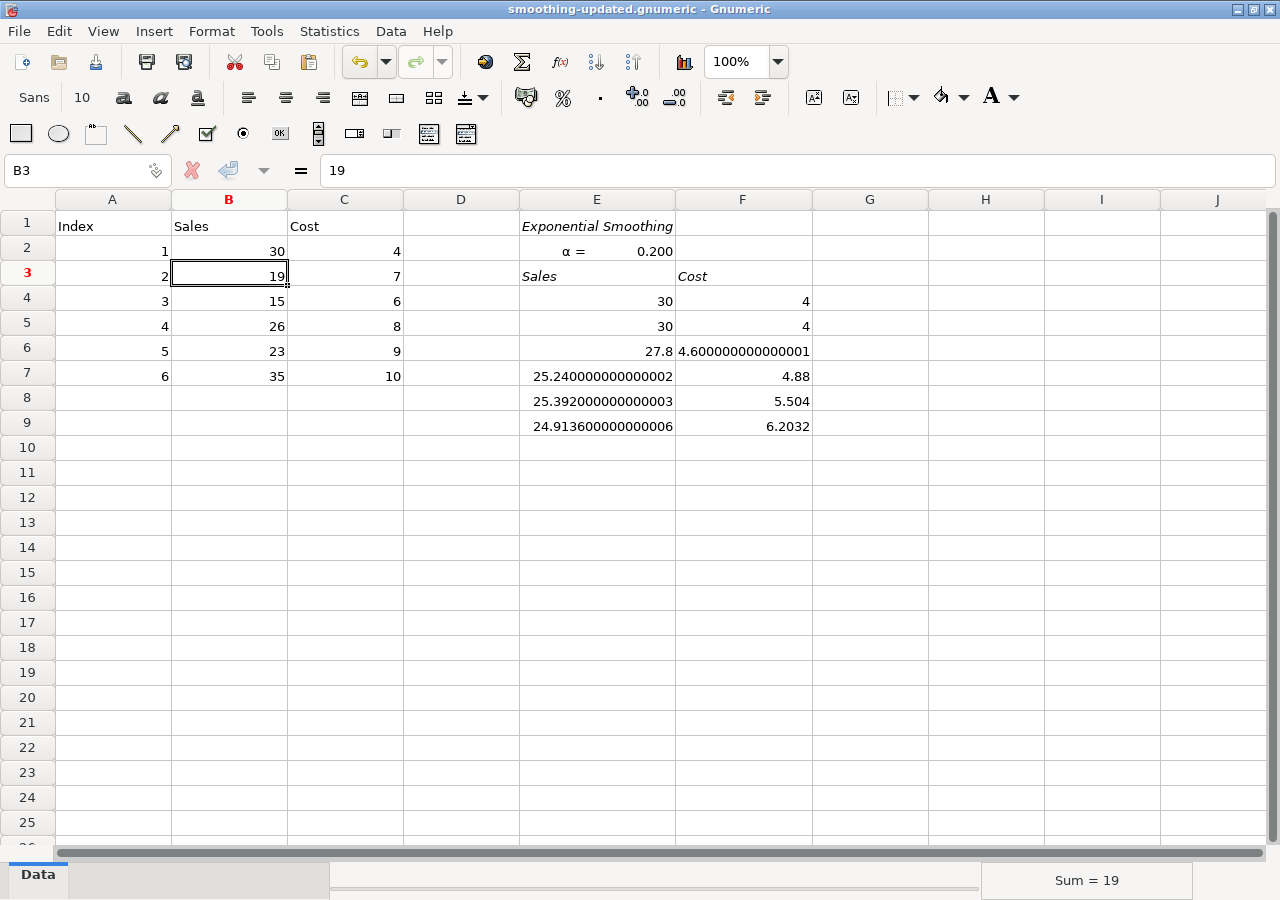 smoothing-updated.gnumeric - Gnumeric
File Edit View Insert Format Tools Statistics Data Help
100%
Sans 10
B3 19
A B C D E F G H I J
1 Index Sales Cost Exponential Smoothing
2 1 30 4 α = 0.200
3 2 19 7 Sales Cost
4 3 15 6 30 4
5 4 26 8 30 4
6 5 23 9 27.8 4.600000000000001
7 6 35 10 25.240000000000002 4.88
8 25.392000000000003 5.504
9 24.913600000000006 6.2032
10
11
12
13
14
15
16
17
18
19
20
21
22
23
24
25
Data Sum = 19